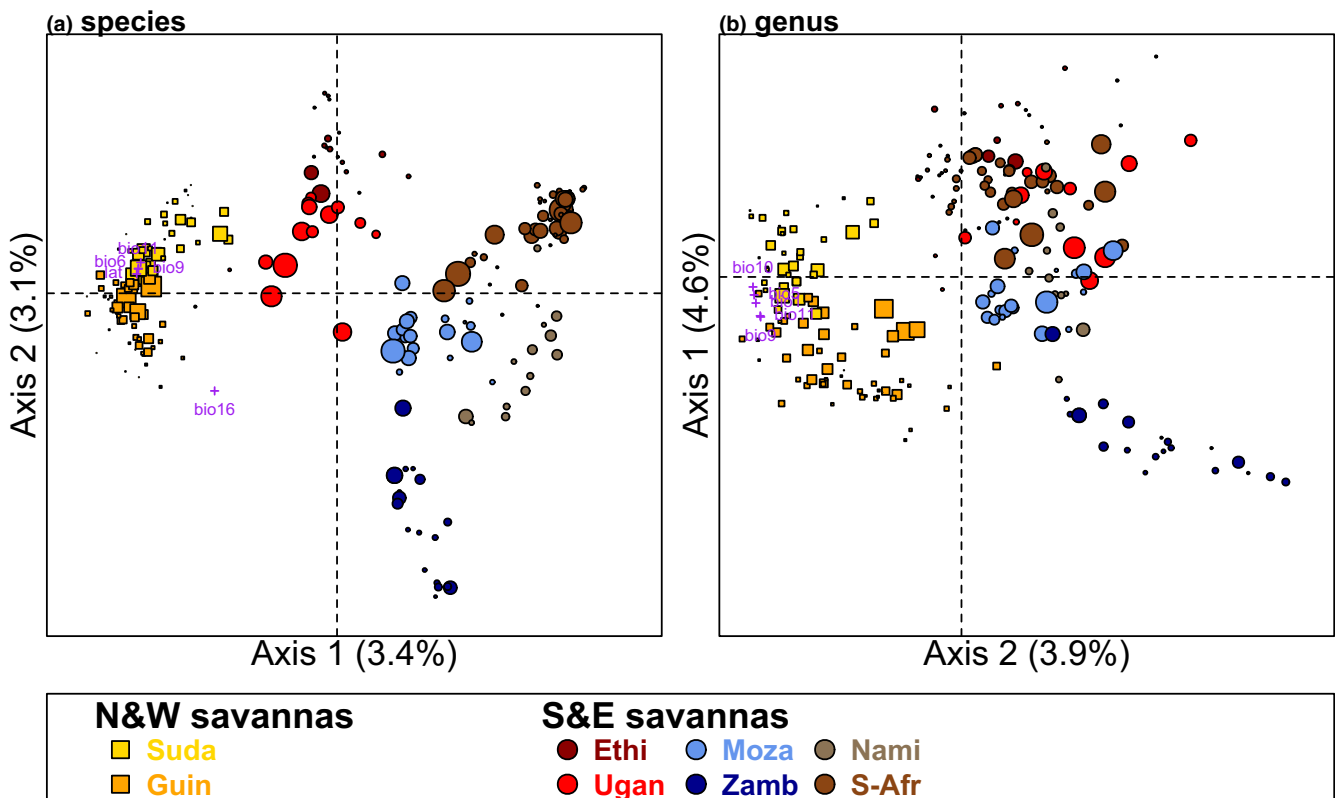 (a) species
Axis 2 (3.1%)
bio6
lat
bio9
bio16
Axis 1 (3.4%)
(b) genus
Axis 1 (4.6%)
bio10
bio11
bio9
Axis 2 (3.9%)
N&W savannas
Suda
Guin
S&E savannas
Ethi
Moza
Nami
Ugan
Zamb
S-Afr